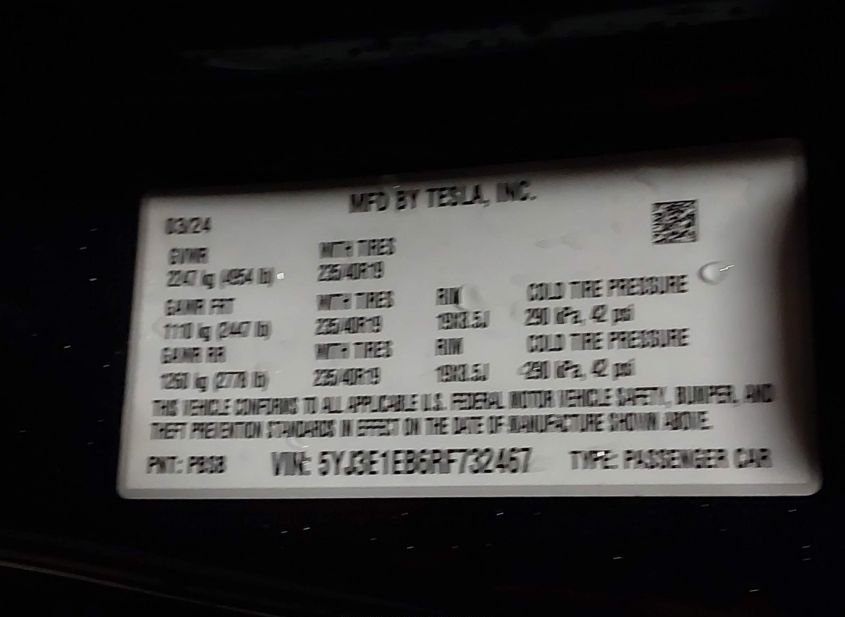 MFD BY TESLA, INC.
03/24
GVWR WITH TIRES
2247 kg (4954 lb) 235/40R19
GAWR FRT WITH TIRES RIM COLD TIRE PRESSURE
1110 kg (2447 lb) 235/40R19 19X8.5J 290 kPa, 42 psi
GAWR RR WITH TIRES RIM COLD TIRE PRESSURE
1260 kg (2778 lb) 235/40R19 19X8.5J 290 kPa, 42 psi
THIS VEHICLE CONFORMS TO ALL APPLICABLE U.S. FEDERAL MOTOR VEHICLE SAFETY, BUMPER, AND
THEFT PREVENTION STANDARDS IN EFFECT ON THE DATE OF MANUFACTURE SHOWN ABOVE.
PNT: VIN: 5YJ3E1EB6RF732467 TYPE: PASSENGER CAR